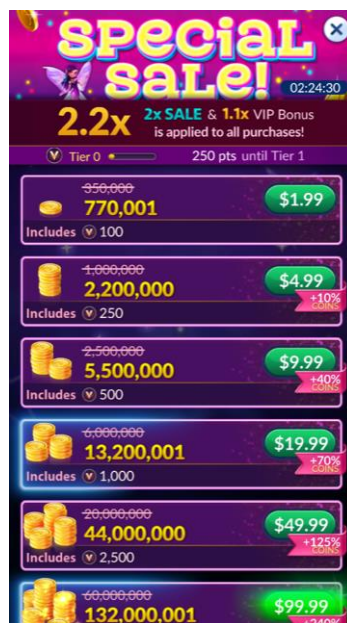 SPECIAL
SALE!
02:24:30
2.2x
2x SALE & 1.1x VIP Bonus
is applied to all purchases!
V Tier 0
250 pts until Tier 1
350,000
770,001
$1.99
Includes V 100
1,000,000
2,200,000
$4.99
+10%
COINS
Includes V 250
2,500,000
5,500,000
$9.99
+40%
COINS
Includes V 500
6,000,000
13,200,001
$19.99
+70%
COINS
Includes V 1,000
20,000,000
44,000,000
$49.99
+125%
COINS
Includes V 2,500
60,000,000
132,000,001
$99.99
+240%